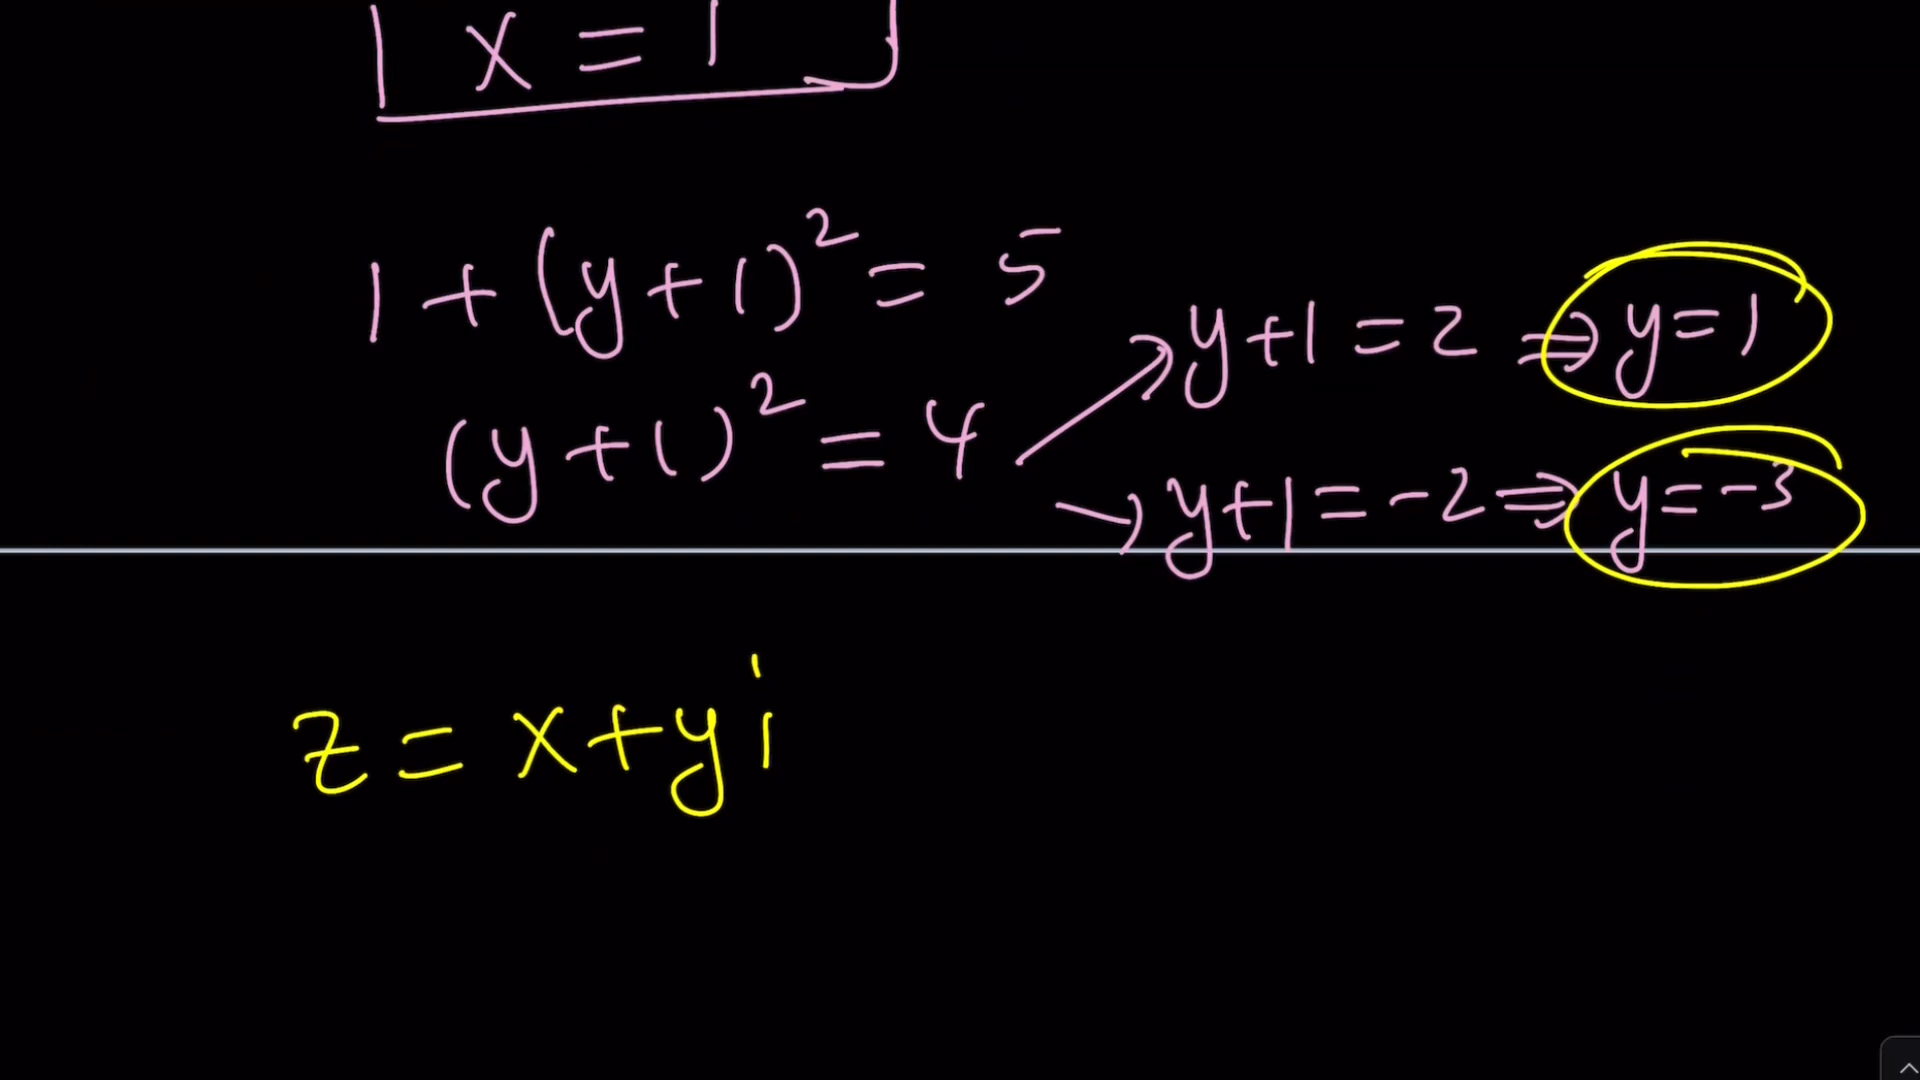 x = 1
1 + (y+1)² = 5
y+1 = 2 ⇒ y=1
(y+1)² = 4
y+1 = -2 ⇒ y=-3
z = x+yi